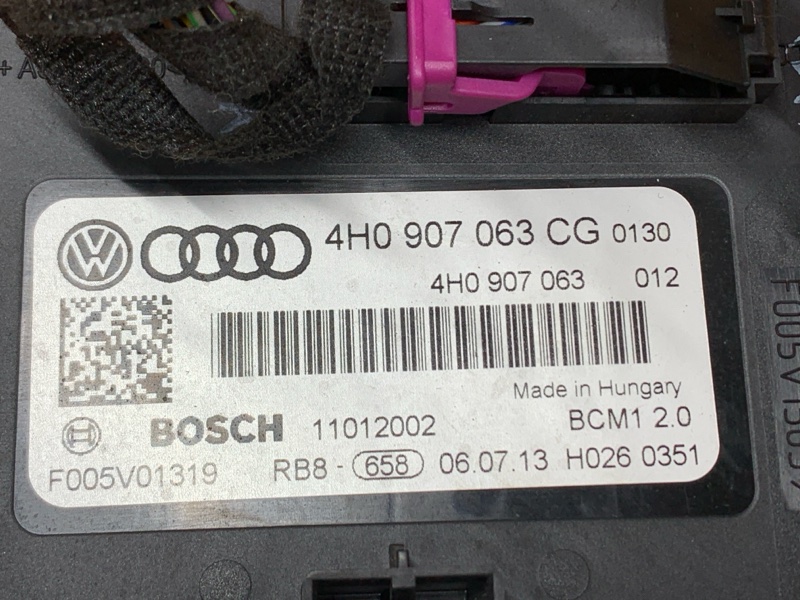 4H0 907 063 CG 0130
4H0 907 063 012
Made in Hungary
BOSCH 11012002 BCM1 2.0
F005V01319 RB8 - 658 06.07.13 H026 0351